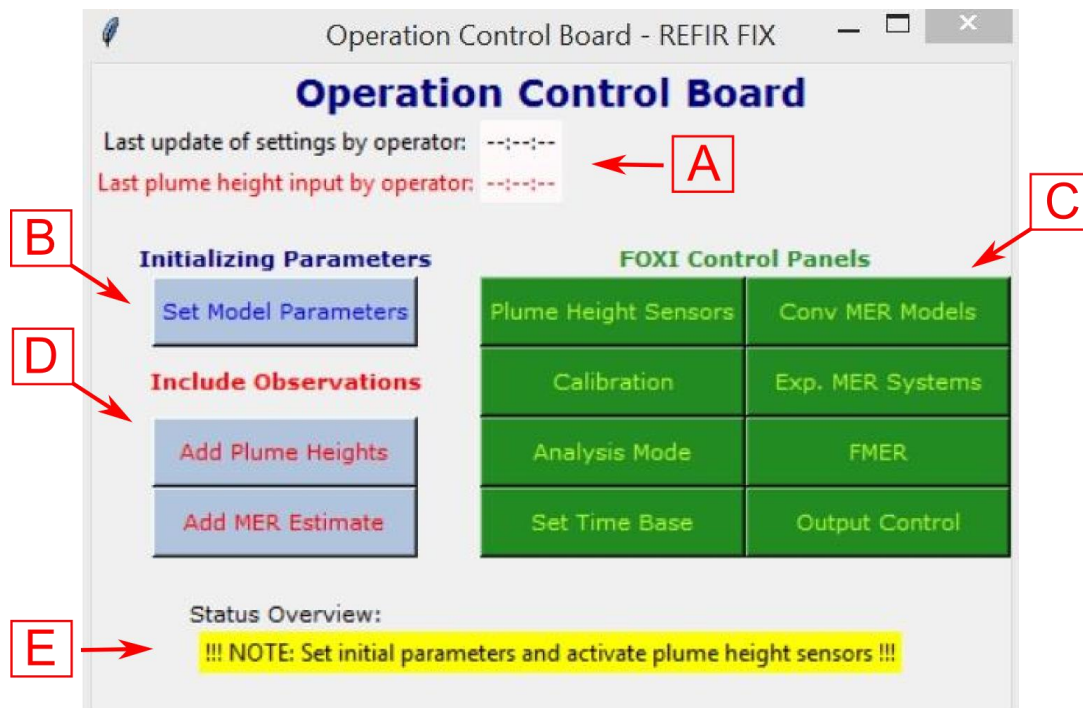 Operation Control Board - REFIR FIX
Operation Control Board
Last update of settings by operator: --:--:--
A
Last plume height input by operator: --:--:--
C
B
Initializing Parameters
FOXI Control Panels
Set Model Parameters
Plume Height Sensors
Conv MER Models
D
Include Observations
Calibration
Exp. MER Systems
Add Plume Heights
Analysis Mode
FMER
Add MER Estimate
Set Time Base
Output Control
Status Overview:
E
!!! NOTE: Set initial parameters and activate plume height sensors !!!